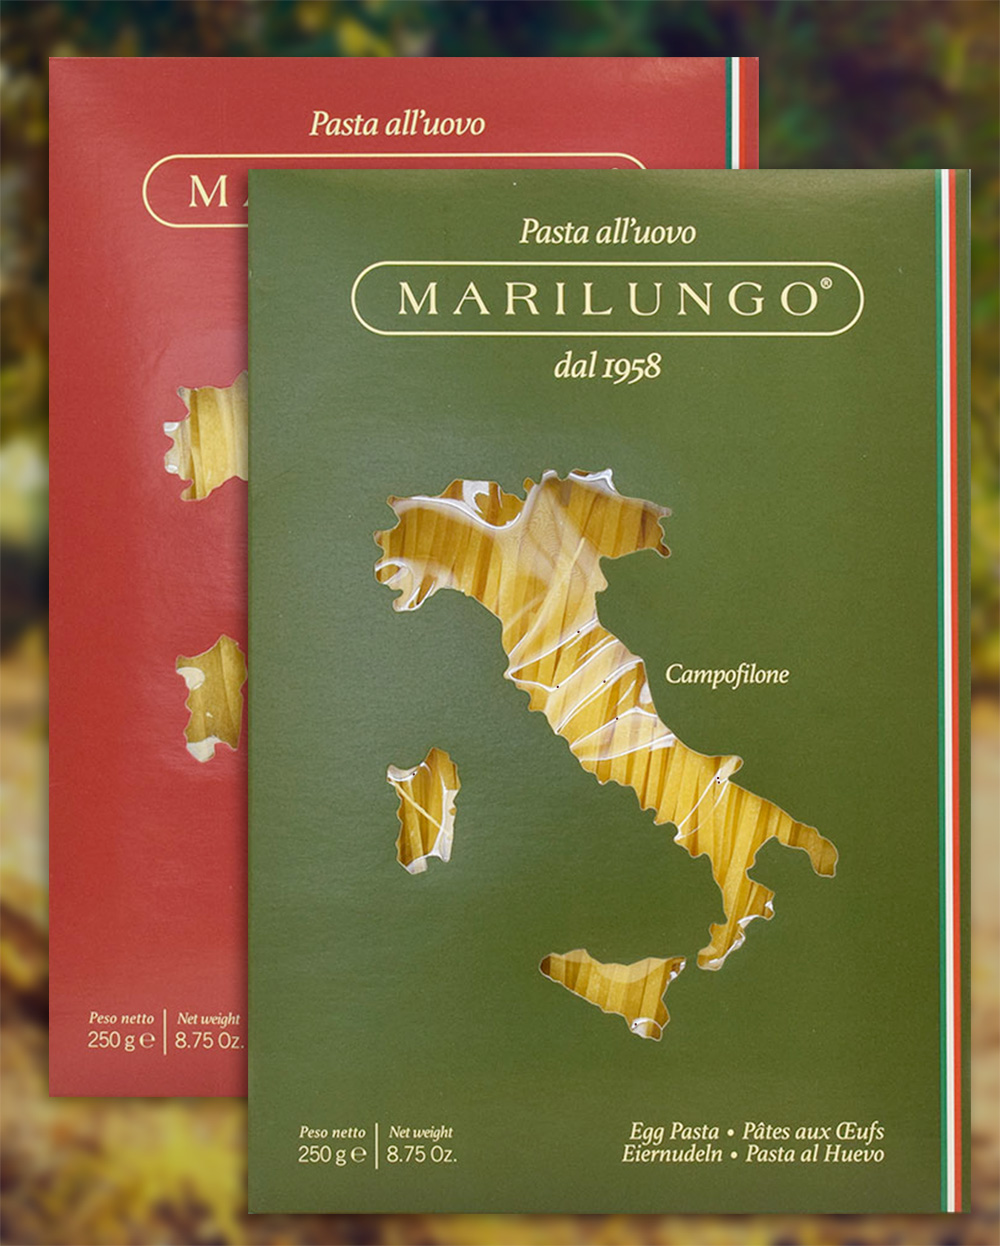 Pasta all'uovo
M
Peso netto
250 g ℮
Net weight
8.75 Oz.
Pasta all'uovo
MARILUNGO®
dal 1958
Campofilone
Peso netto
250 g ℮
Net weight
8.75 Oz.
Egg Pasta • Pâtes aux Œufs
Eiernudeln • Pasta al Huevo